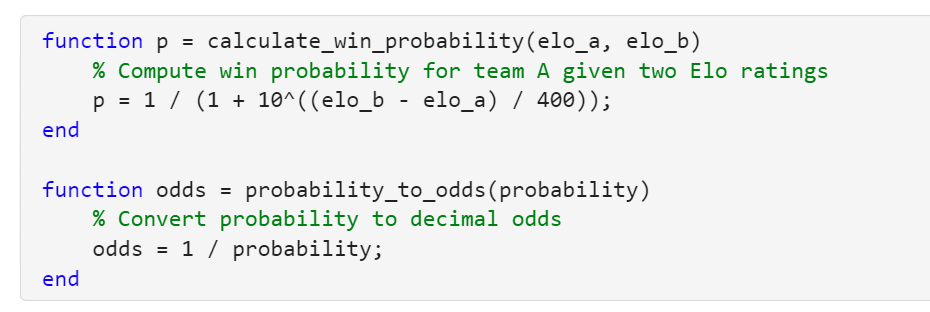 function p = calculate_win_probability(elo_a, elo_b)
    % Compute win probability for team A given two Elo ratings
    p = 1 / (1 + 10^((elo_b - elo_a) / 400));
end

function odds = probability_to_odds(probability)
    % Convert probability to decimal odds
    odds = 1 / probability;
end